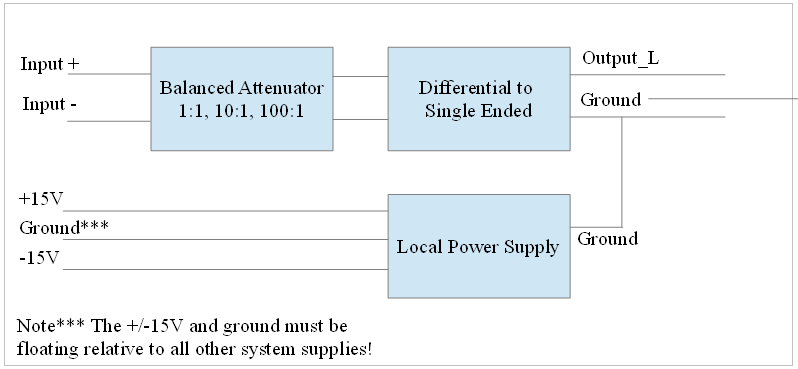 Input +
Input -
Balanced Attenuator
1:1, 10:1, 100:1
Differential to
Single Ended
Output_L
Ground
+15V
Ground***
-15V
Local Power Supply
Ground
Note*** The +/-15V and ground must be
floating relative to all other system supplies!